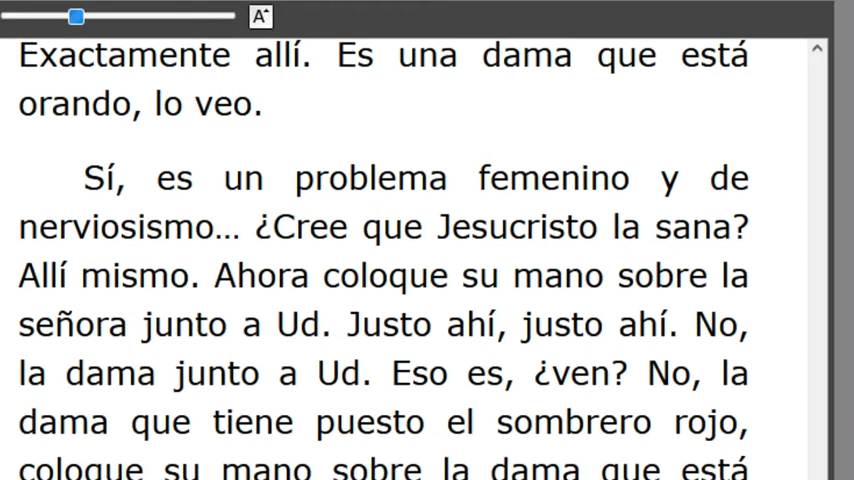 A
Exactamente allí. Es una dama que está
orando, lo veo.
Sí, es un problema femenino y de
nerviosismo... ¿Cree que Jesucristo la sana?
Allí mismo. Ahora coloque su mano sobre la
señora junto a Ud. Justo ahí, justo ahí. No,
la dama junto a Ud. Eso es, ¿ven? No, la
dama que tiene puesto el sombrero rojo,
coloque su mano sobre la dama que está